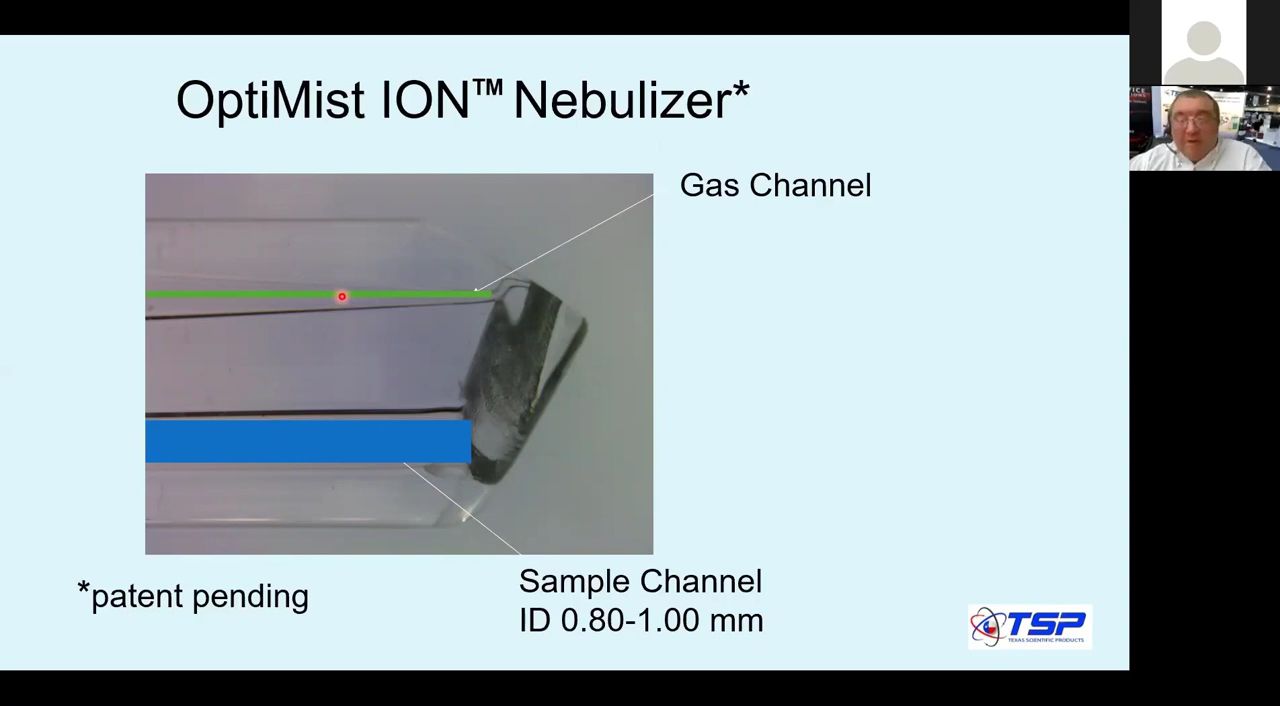 OptiMist ION™ Nebulizer*
Gas Channel
Sample Channel
ID 0.80-1.00 mm
*patent pending
TSP
TEXAS SCIENTIFIC PRODUCTS